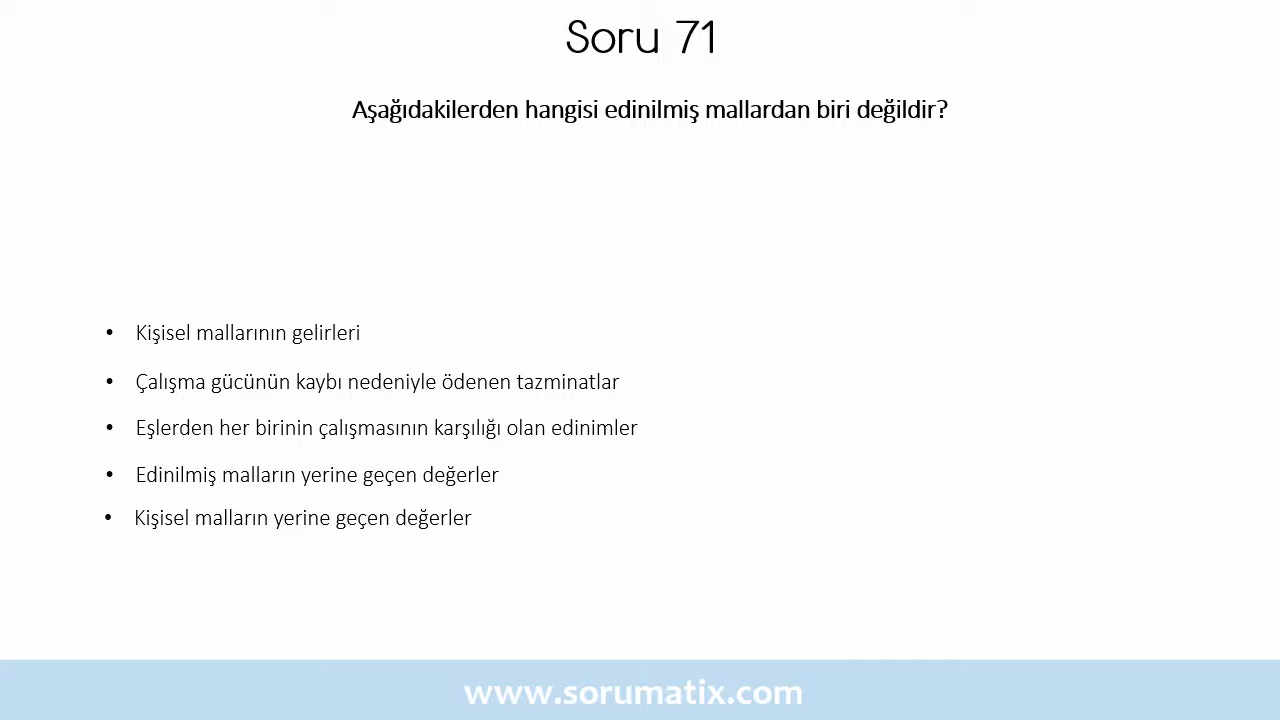 Soru 71
Aşağıdakilerden hangisi edinilmiş mallardan biri değildir?
• Kişisel mallarının gelirleri
• Çalışma gücünün kaybı nedeniyle ödenen tazminatlar
• Eşlerden her birinin çalışmasının karşılığı olan edinimler
• Edinilmiş malların yerine geçen değerler
• Kişisel malların yerine geçen değerler
www.sorumatix.com